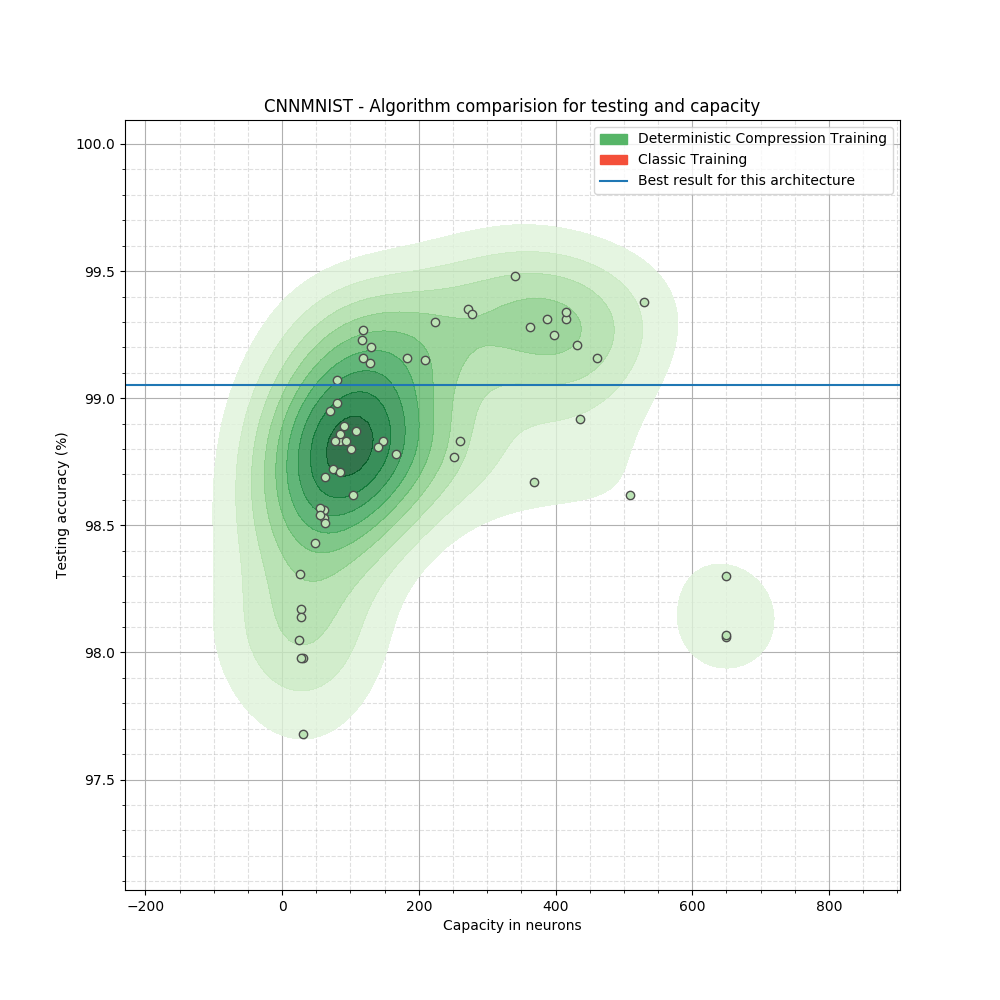 CNNMNIST - Algorithm comparision for testing and capacity
Deterministic Compression Training
Classic Training
Best result for this architecture
100.0
99.5
99.0
98.5
98.0
97.5
Testing accuracy (%)
−200
0
200
400
600
800
Capacity in neurons